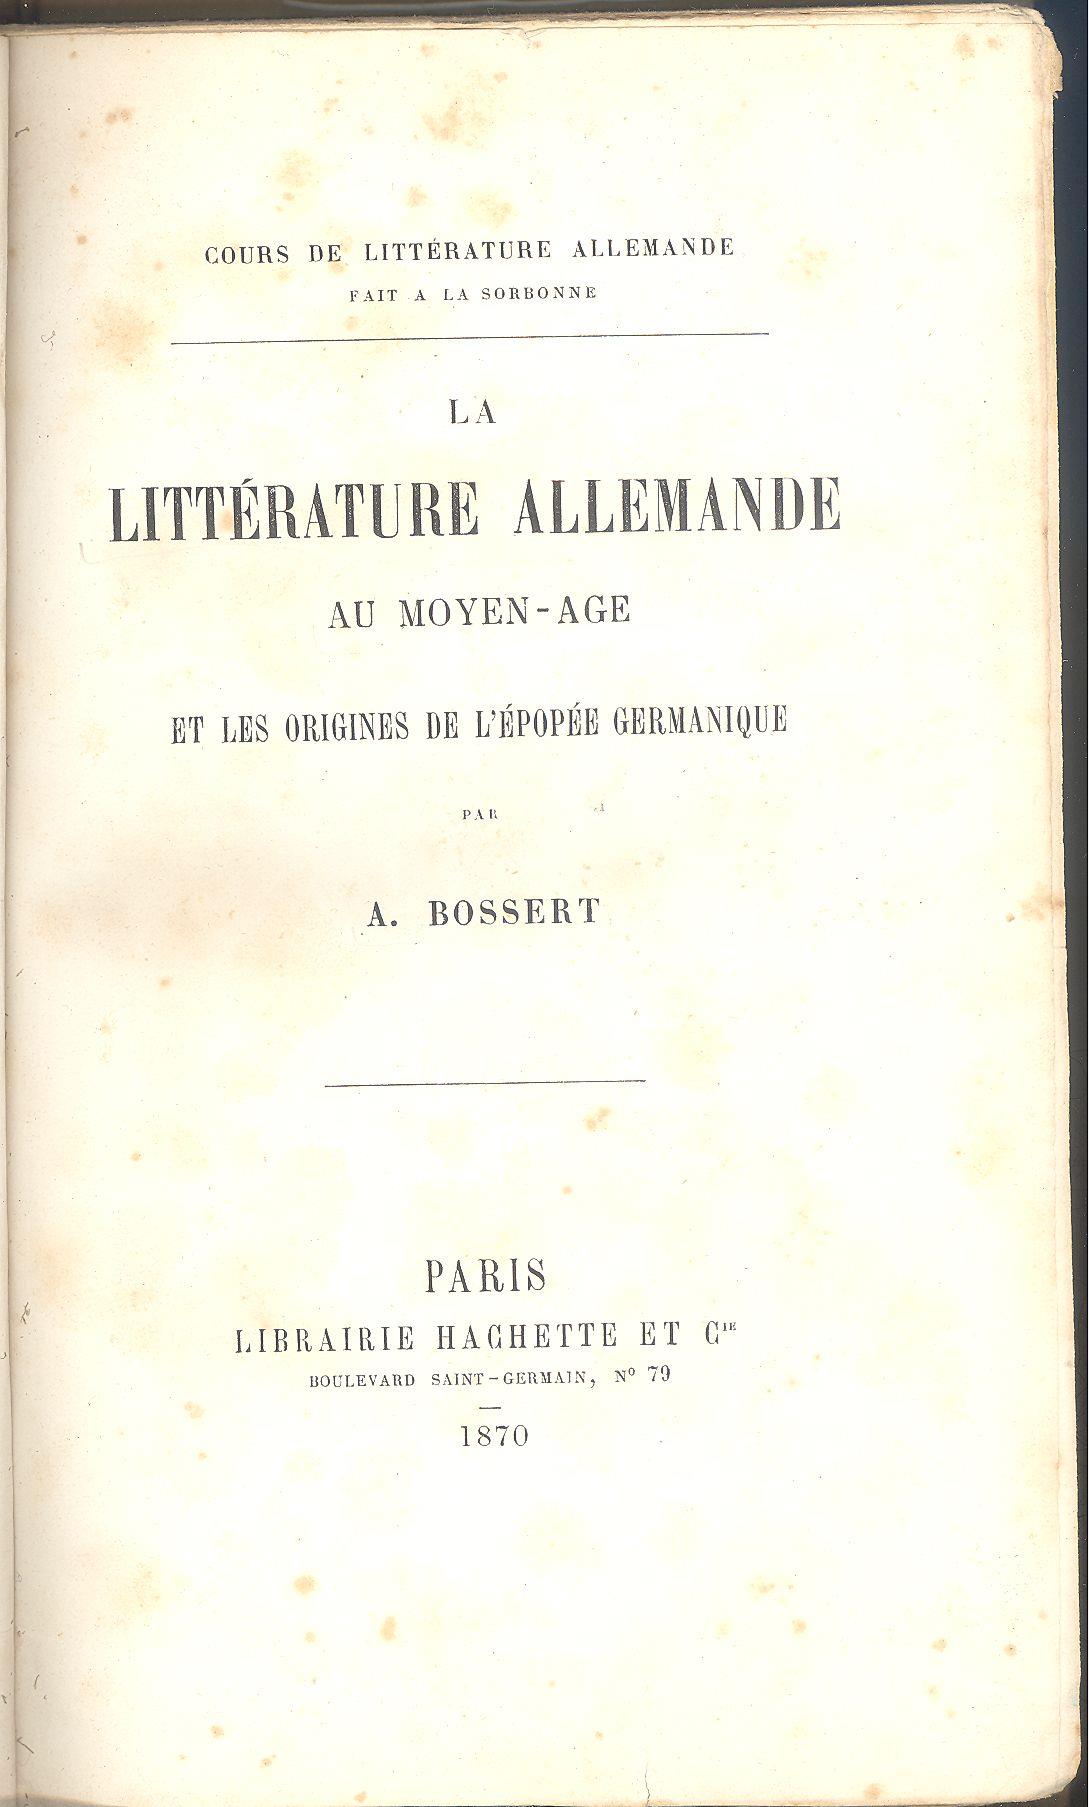 COURS DE LITTÉRATURE ALLEMANDE
FAIT A LA SORBONNE
LA
LITTÉRATURE ALLEMANDE
AU MOYEN-AGE
ET LES ORIGINES DE L'ÉPOPÉE GERMANIQUE
PAR
A. BOSSERT
PARIS
LIBRAIRIE HACHETTE ET Cᴵᴱ
BOULEVARD SAINT-GERMAIN, Nº 79
1870